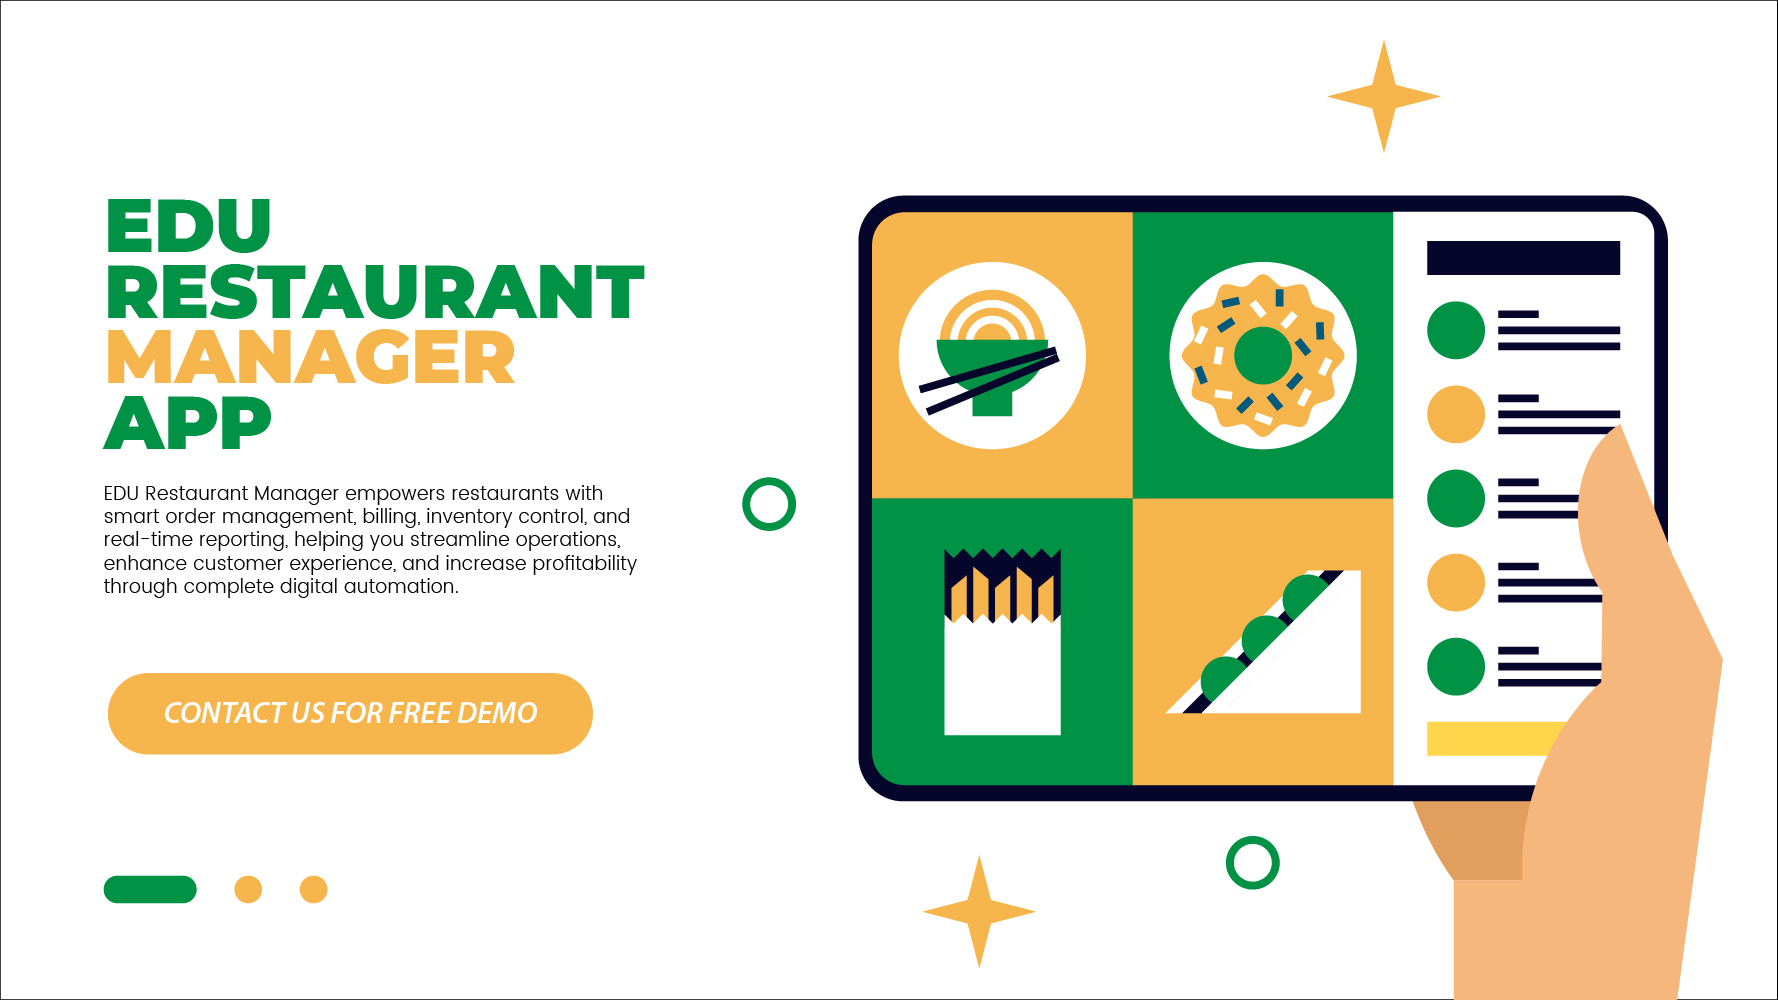 EDU
RESTAURANT
MANAGER
APP
EDU Restaurant Manager empowers restaurants with
smart order management, billing, inventory control, and
real-time reporting, helping you streamline operations,
enhance customer experience, and increase profitability
through complete digital automation.
CONTACT US FOR FREE DEMO